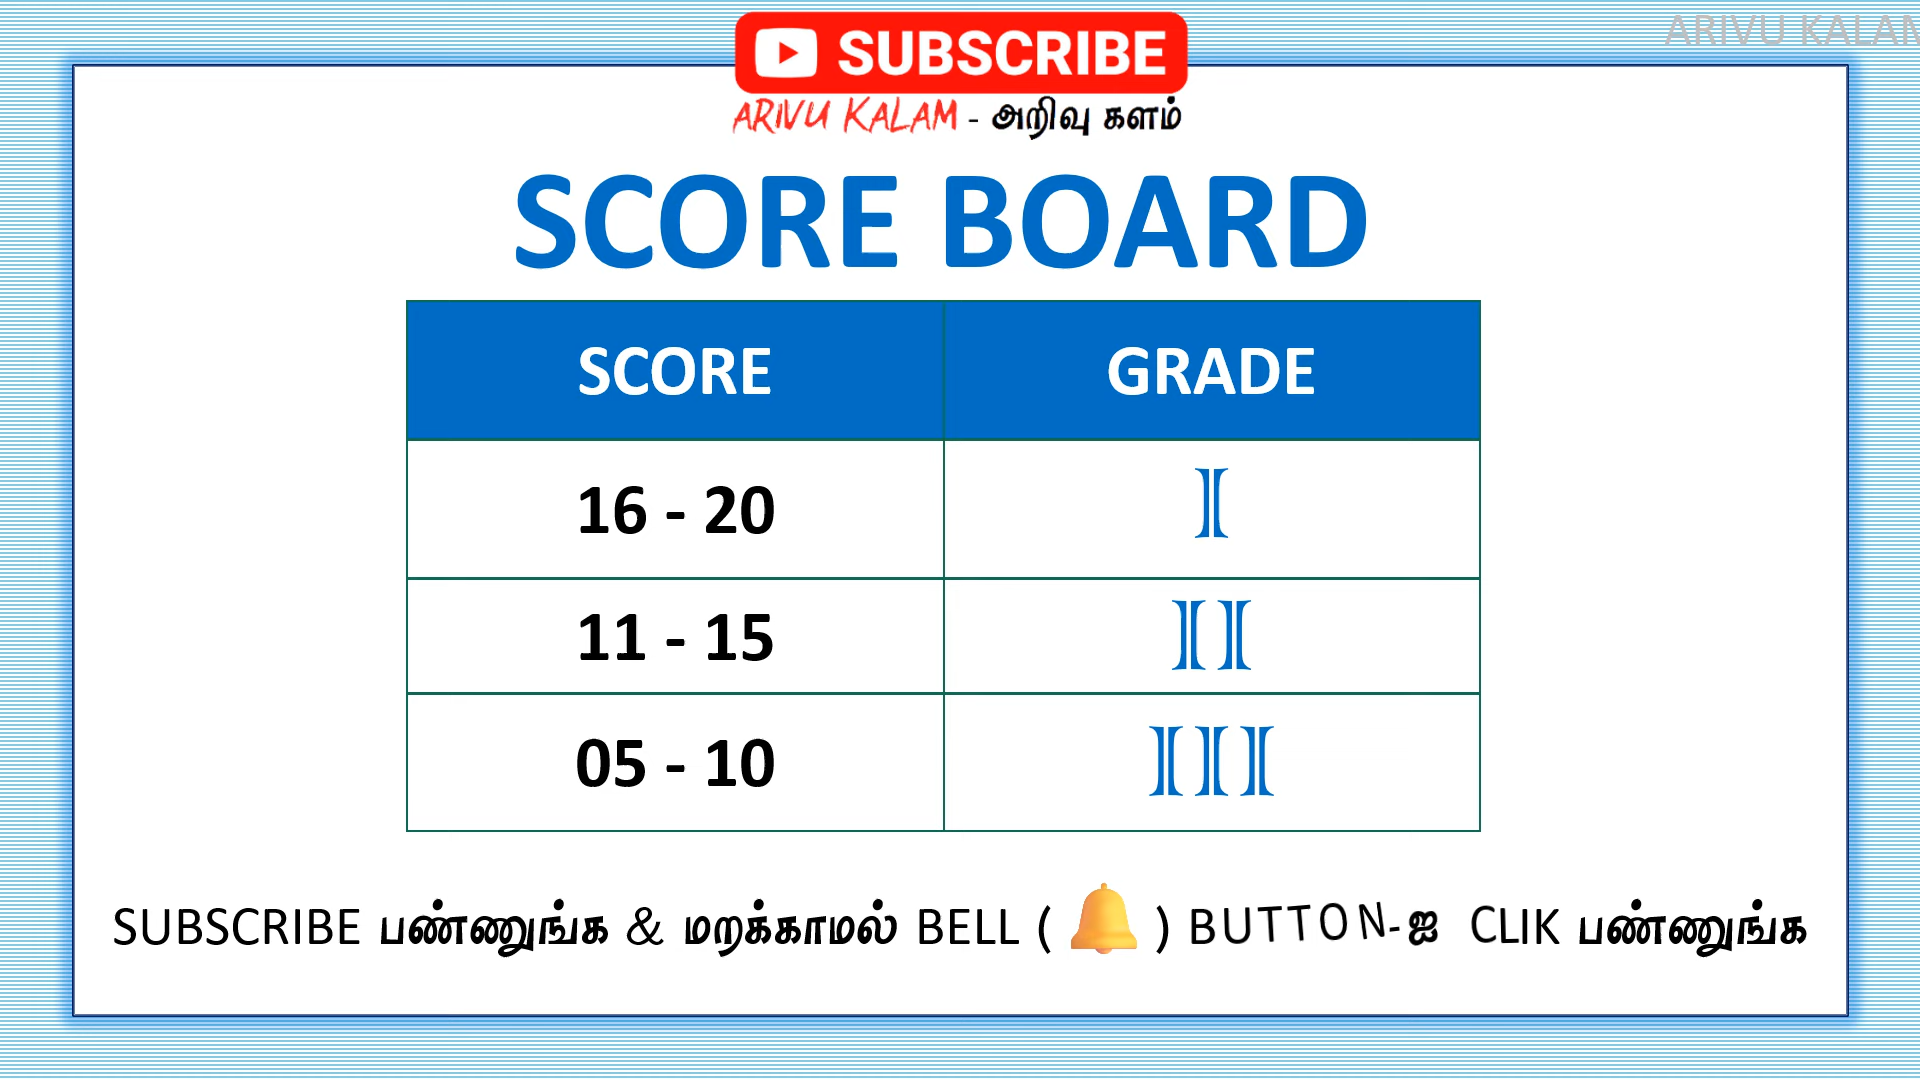 ARIVU KALAM
SUBSCRIBE
ARIVU KALAM - அறிவு களம்
SCORE BOARD
SCORE GRADE
16 - 20 I
11 - 15 II
05 - 10 III
SUBSCRIBE பண்ணுங்க & மறக்காமல் BELL ( 🔔 ) BUTTON-ஐ CLIK பண்ணுங்க